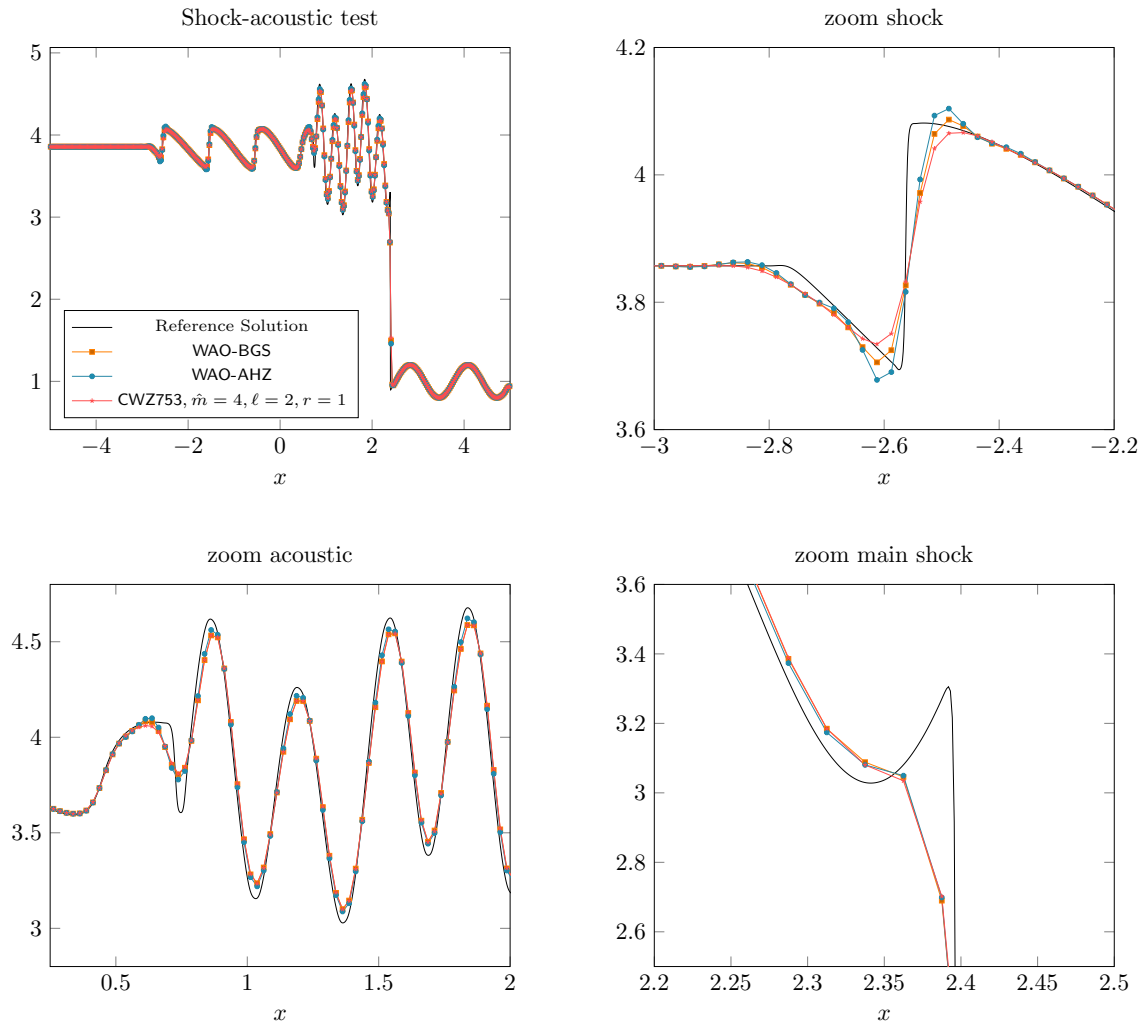 Shock-acoustic test
5
4
3
2
1
−4 −2 0 2 4
x
Reference Solution
WAO-BGS
WAO-AHZ
CWZ753, m̂ = 4, ℓ = 2, r = 1
zoom shock
4.2
4
3.8
3.6
−3 −2.8 −2.6 −2.4 −2.2
x
zoom acoustic
4.5
4
3.5
3
0.5 1 1.5 2
x
zoom main shock
3.6
3.4
3.2
3
2.8
2.6
2.2 2.25 2.3 2.35 2.4 2.45 2.5
x